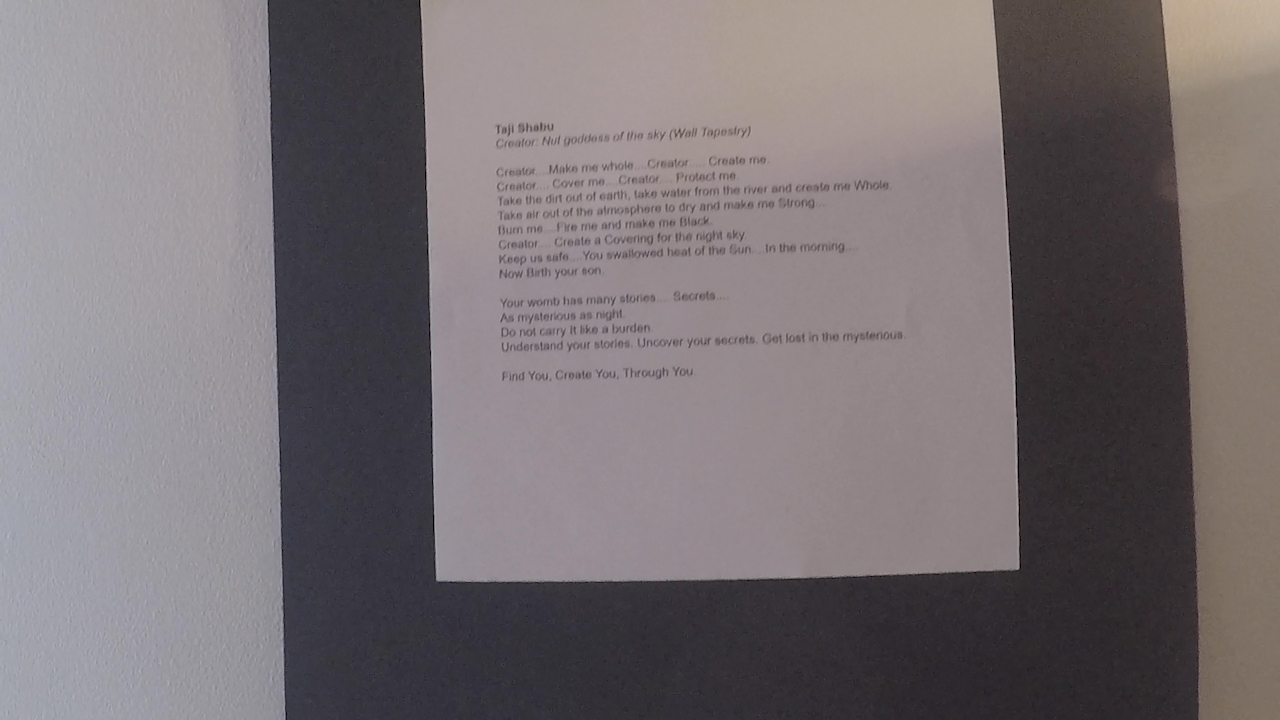 Taji Shabu
Creator: Nut goddess of the sky (Wall Tapestry)
Creator....Make me whole....Creator..... Create me.
Creator.... Cover me....Creator.... Protect me.
Take the dirt out of earth, take water from the river and create me Whole.
Take air out of the atmosphere to dry and make me Strong....
Burn me....Fire me and make me Black.
Creator.... Create a Covering for the night sky.
Keep us safe....You swallowed heat of the Sun....In the morning....
Now Birth your son.
Your womb has many stories.... Secrets....
As mysterious as night.
Do not carry it like a burden.
Understand your stories. Uncover your secrets. Get lost in the mysterious.
Find You, Create You, Through You.